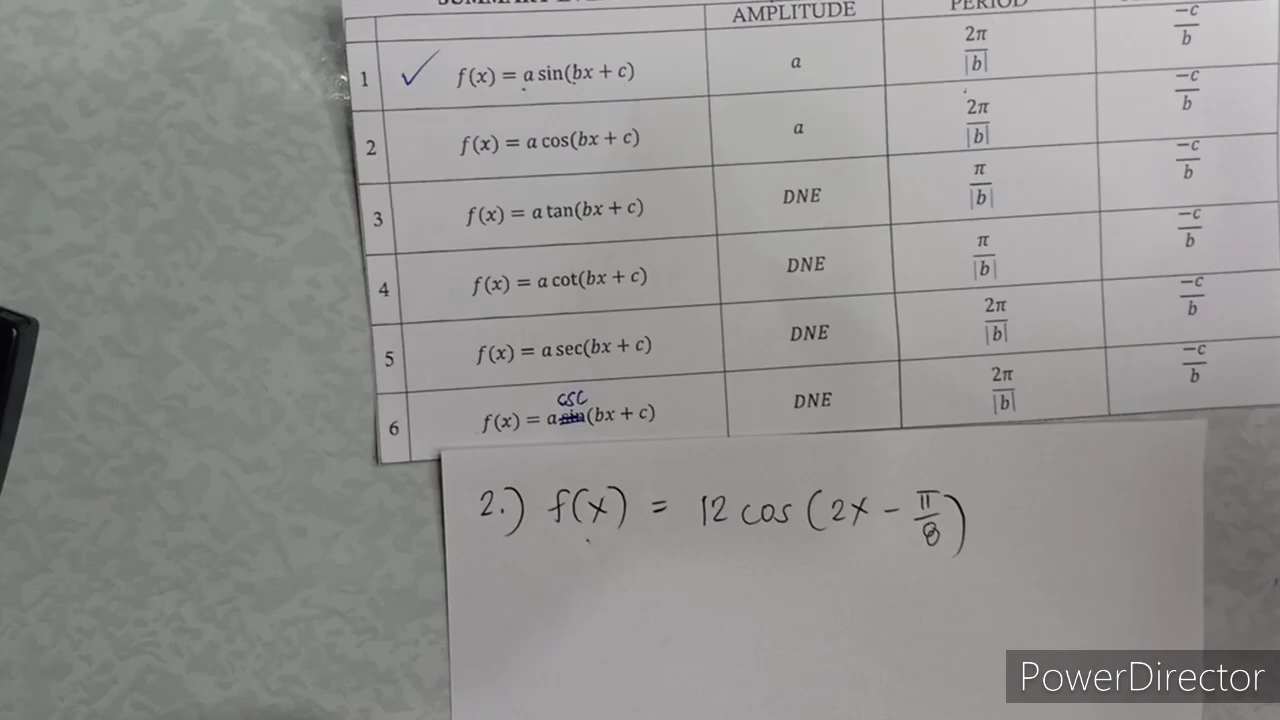 AMPLITUDE PERIOD
1 ✓ f(x) = a sin(bx + c) a 2π/|b| −c/b
2 f(x) = a cos(bx + c) a 2π/|b| −c/b
3 f(x) = a tan(bx + c) DNE π/|b| −c/b
4 f(x) = a cot(bx + c) DNE π/|b| −c/b
5 f(x) = a sec(bx + c) DNE 2π/|b| −c/b
csc
6 f(x) = a sin(bx + c) DNE 2π/|b| −c/b
2.) f(x) = 12 cos (2x − π/8)
PowerDirector